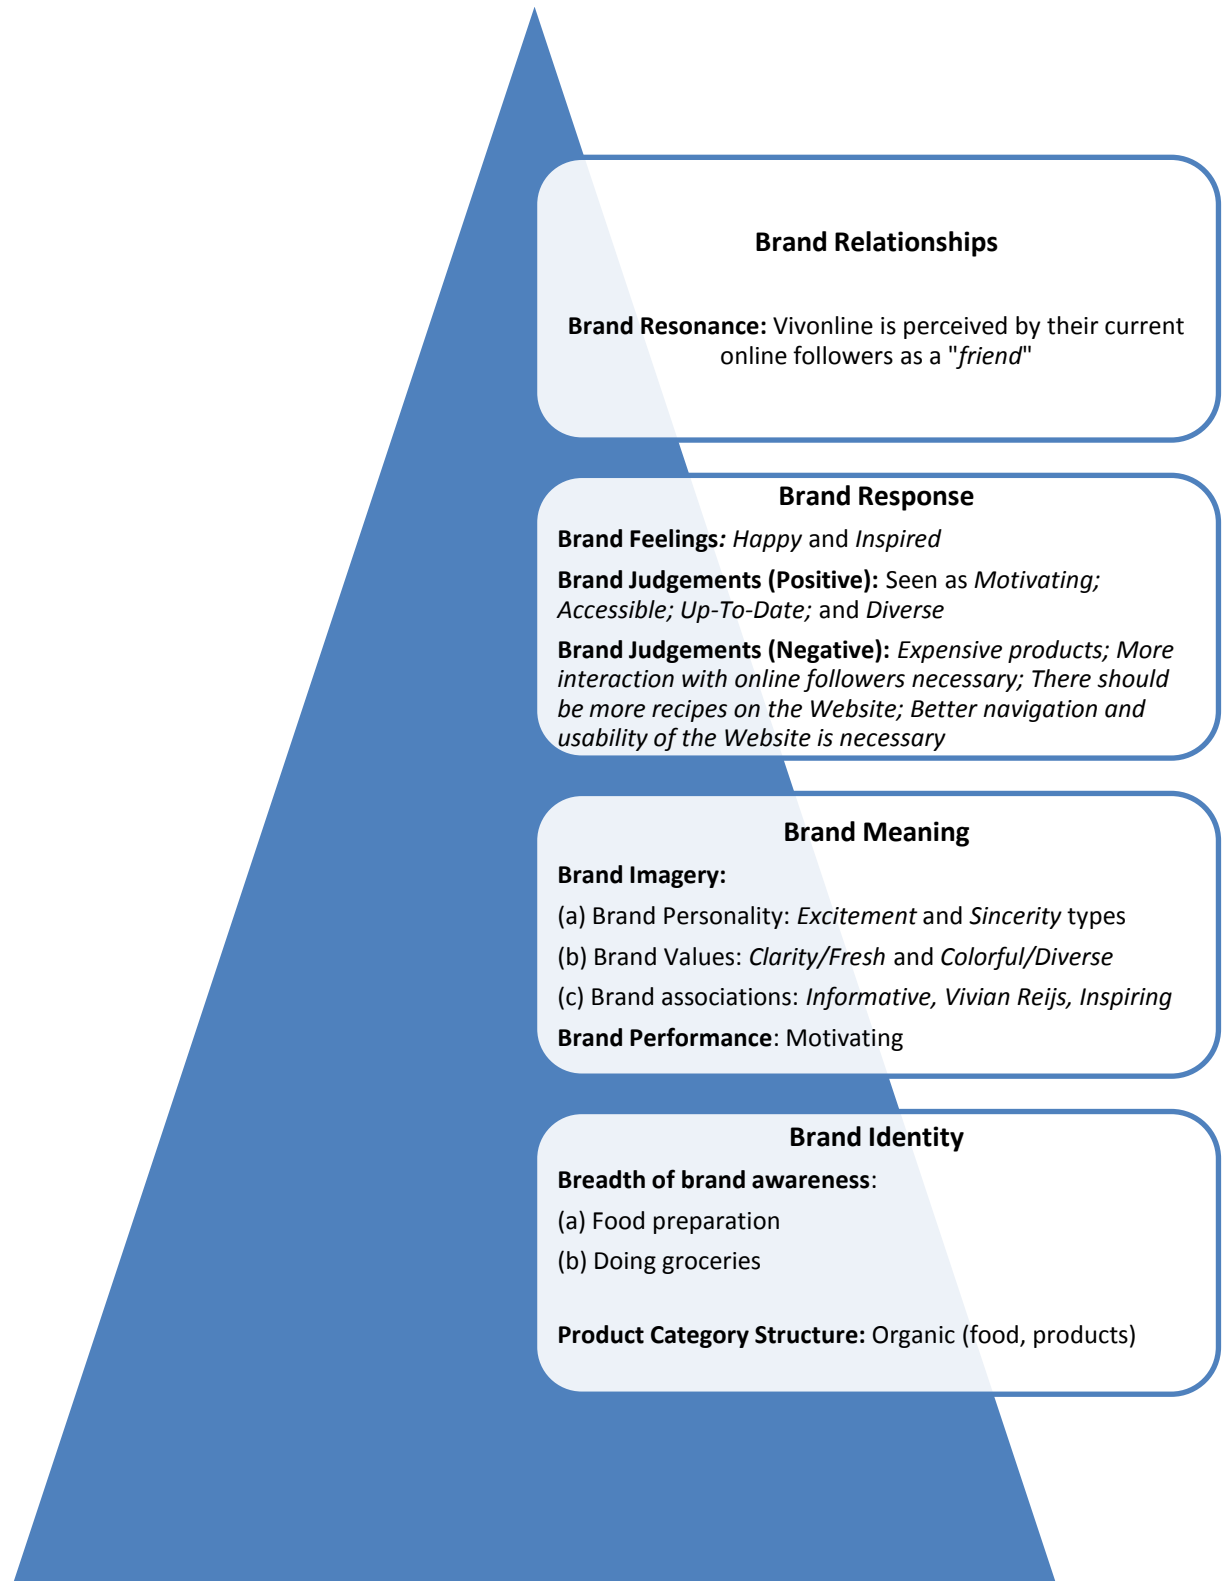 Brand Relationships
Brand Resonance: Vivonline is perceived by their current
online followers as a "friend"
Brand Response
Brand Feelings: Happy and Inspired
Brand Judgements (Positive): Seen as Motivating;
Accessible; Up-To-Date; and Diverse
Brand Judgements (Negative): Expensive products; More
interaction with online followers necessary; There should
be more recipes on the Website; Better navigation and
usability of the Website is necessary
Brand Meaning
Brand Imagery:
(a) Brand Personality: Excitement and Sincerity types
(b) Brand Values: Clarity/Fresh and Colorful/Diverse
(c) Brand associations: Informative, Vivian Reijs, Inspiring
Brand Performance: Motivating
Brand Identity
Breadth of brand awareness:
(a) Food preparation
(b) Doing groceries
Product Category Structure: Organic (food, products)